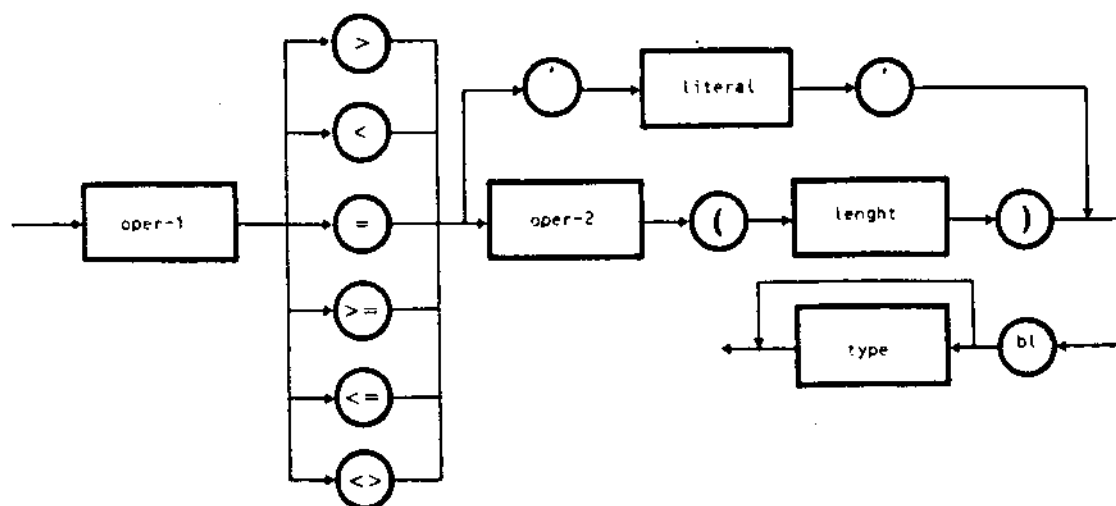 >
' literal '
<
oper-1 = oper-2 ( lenght )
>=
type bl
<=
<>